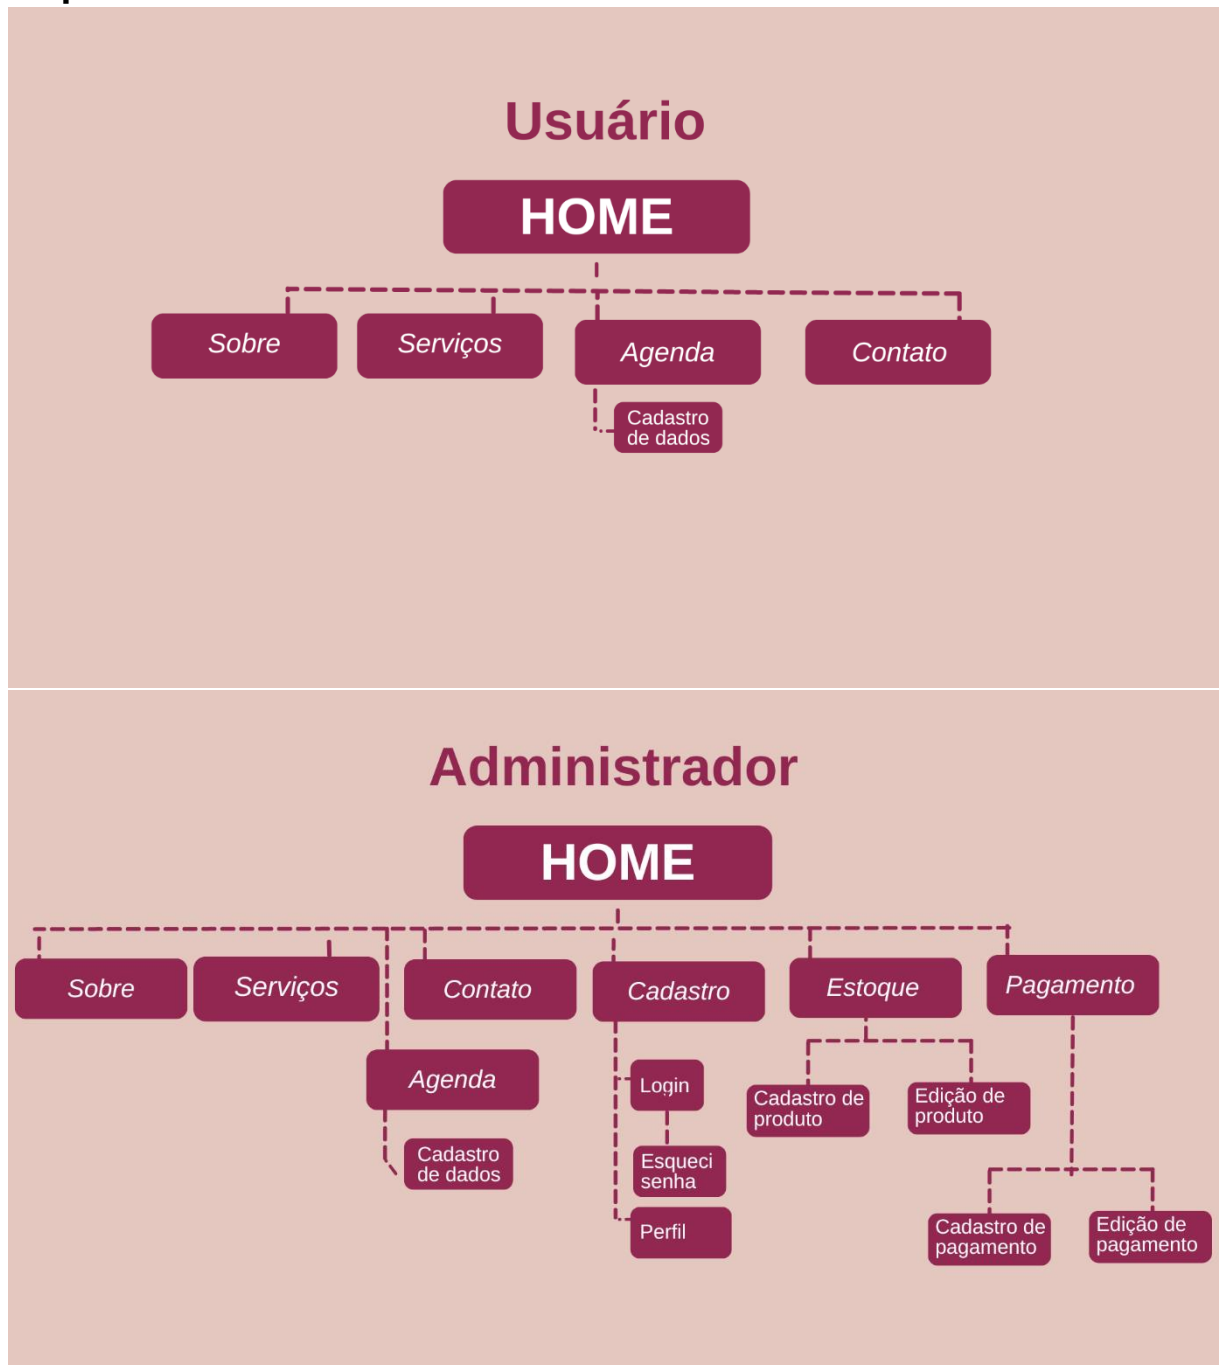 Usuário
HOME
Sobre
Serviços
Agenda
Contato
Cadastro
de dados
Administrador
HOME
Sobre
Serviços
Contato
Cadastro
Estoque
Pagamento
Agenda
Cadastro
de dados
Login
Esqueci
senha
Perfil
Cadastro de
produto
Edição de
produto
Cadastro de
pagamento
Edição de
pagamento